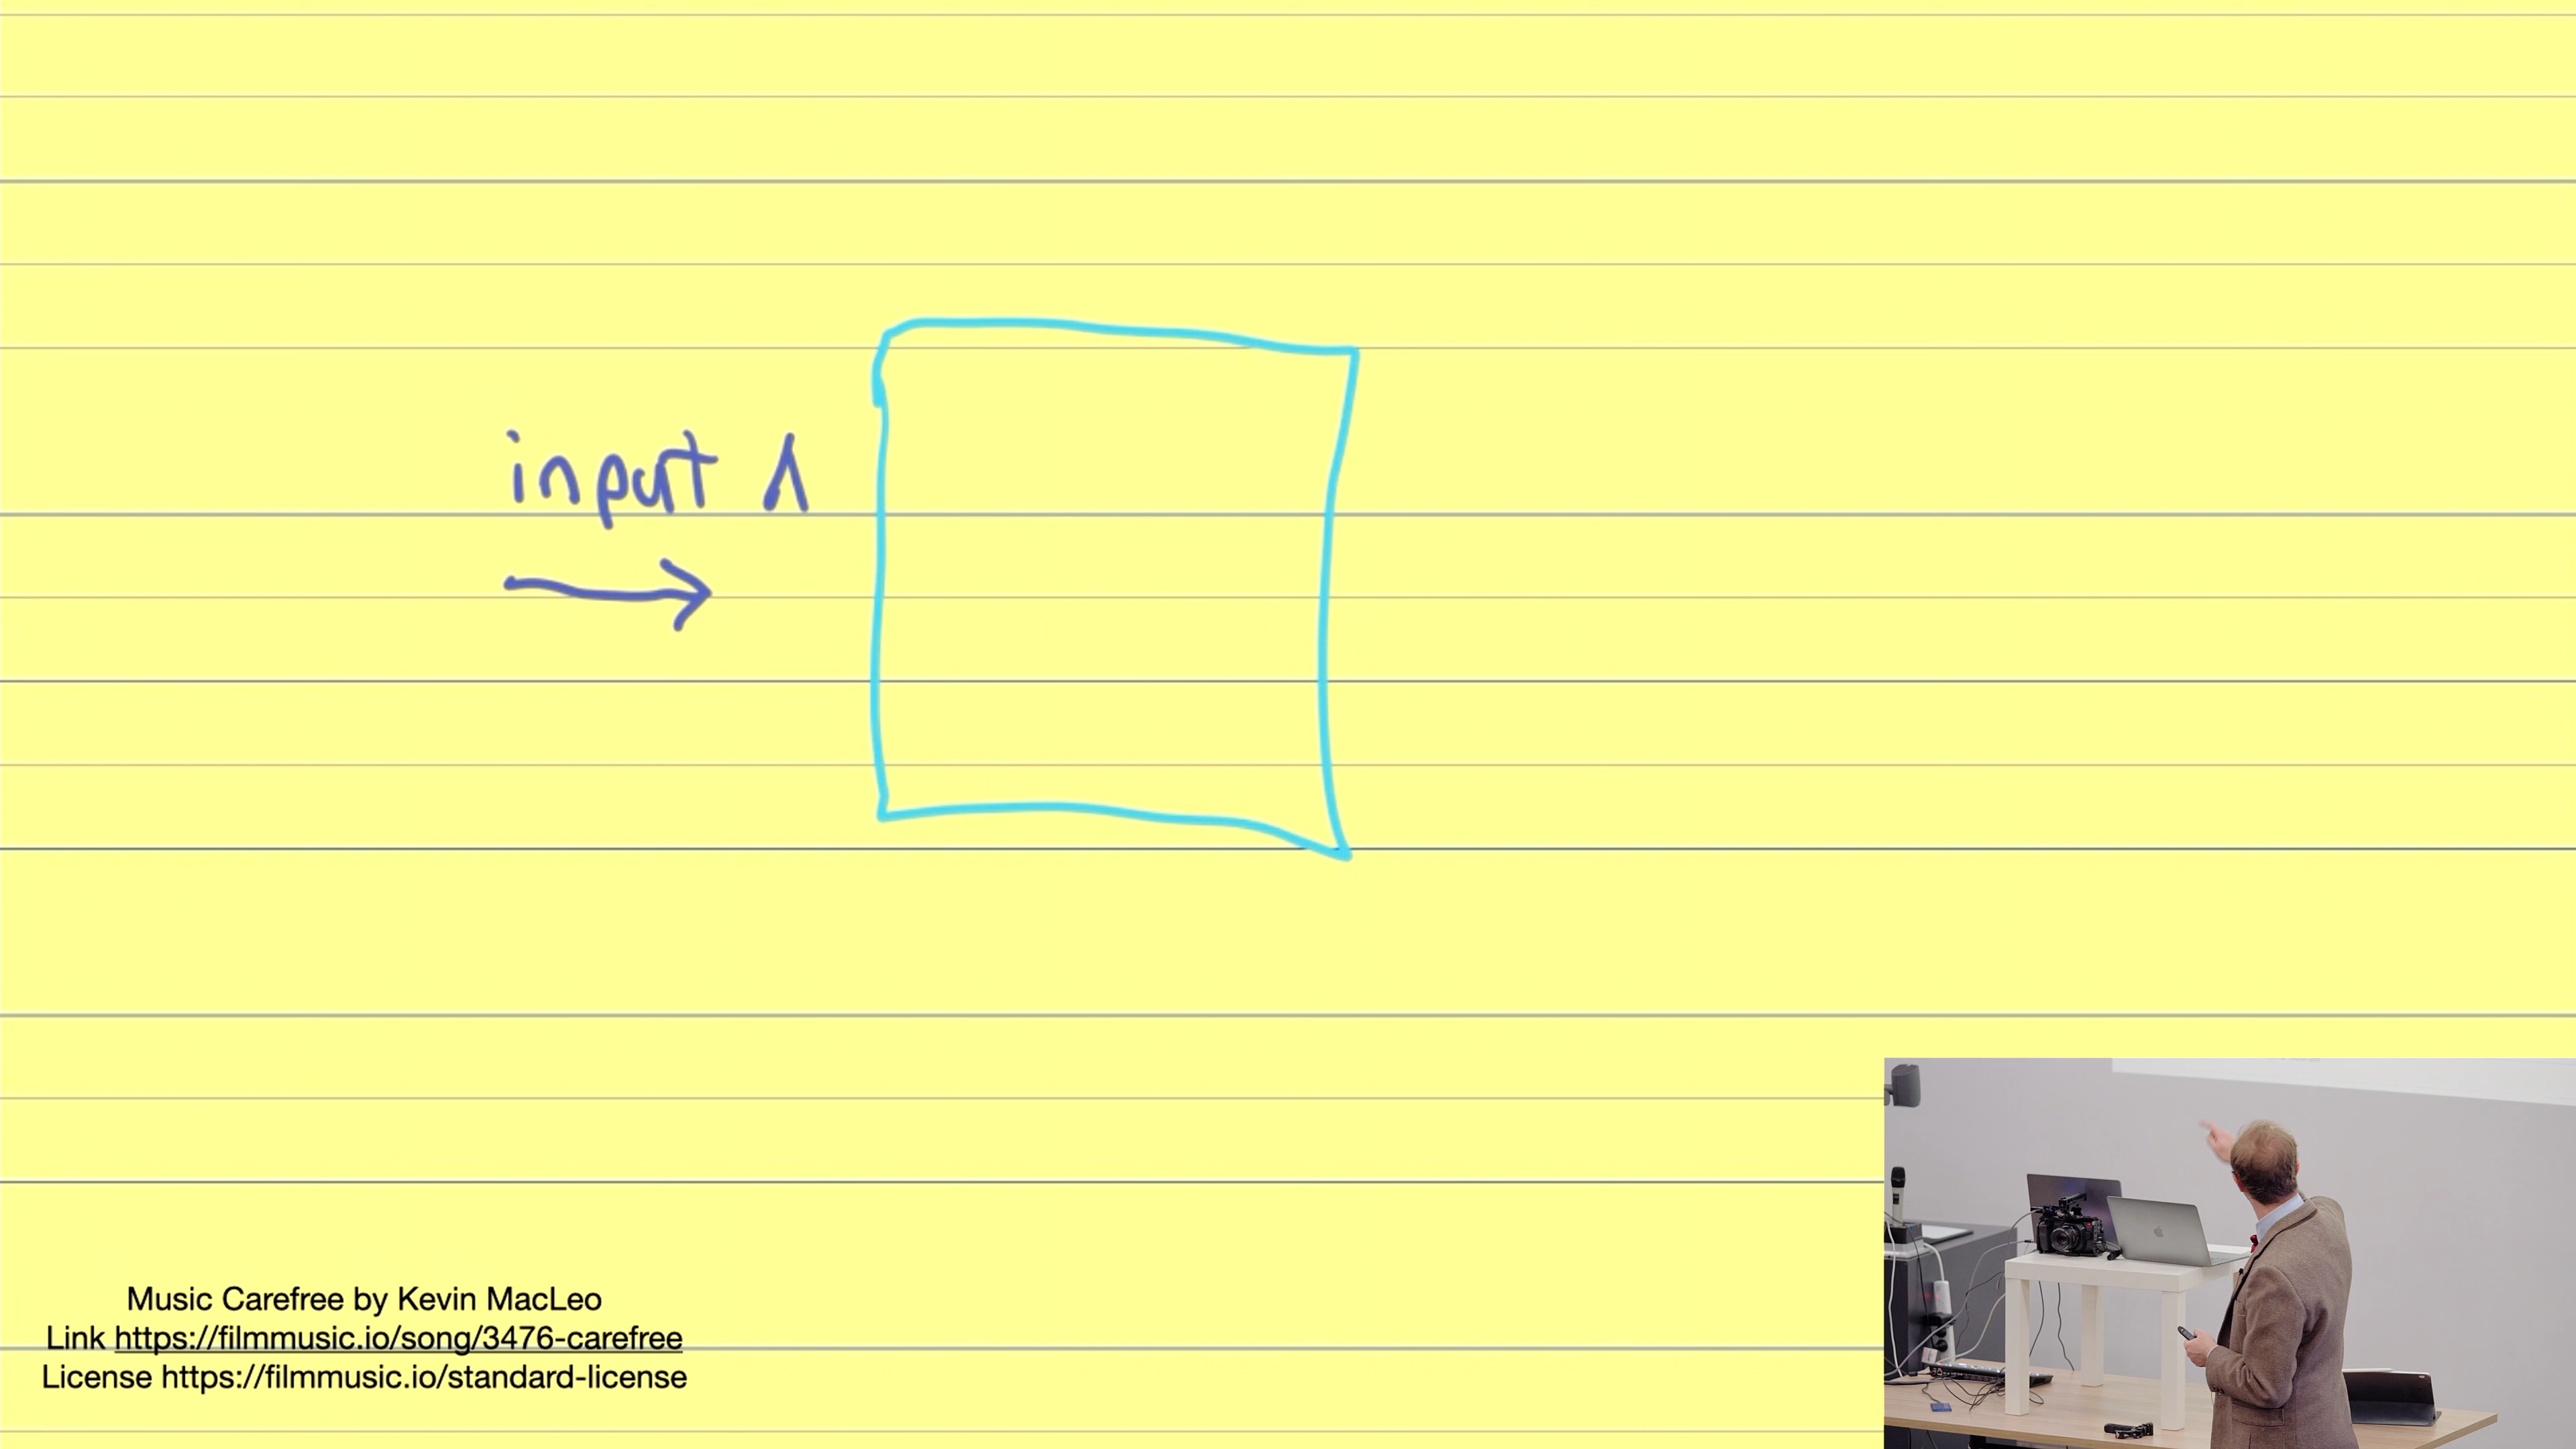 input 1
Music Carefree by Kevin MacLeo
Link https://filmmusic.io/song/3476-carefree
License https://filmmusic.io/standard-license